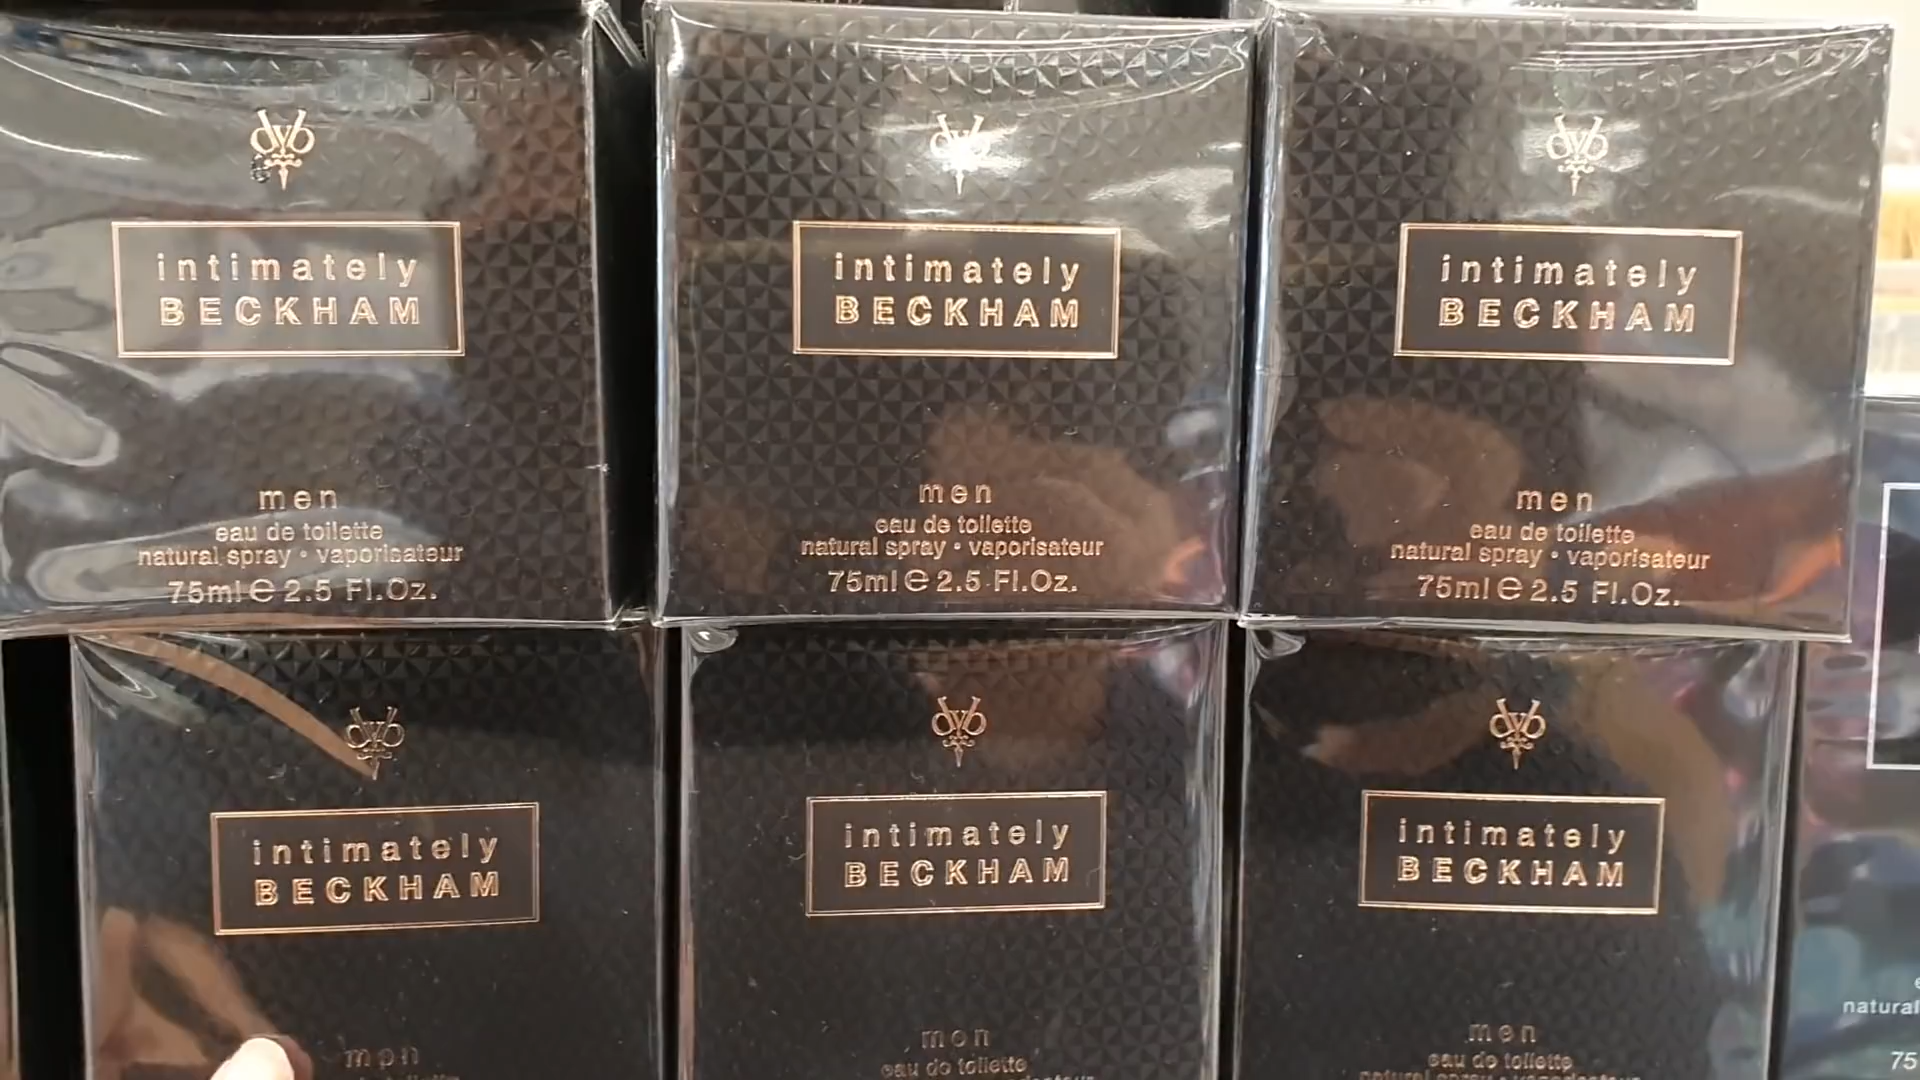 dvb
intimately
BECKHAM
men
eau de toilette
natural spray • vaporisateur
75ml e 2.5 Fl.Oz.
dvb
intimately
BECKHAM
men
eau de toilette
natural spray • vaporisateur
75ml e 2.5 Fl.Oz.
dvb
intimately
BECKHAM
men
eau de toilette
natural spray • vaporisateur
75ml e 2.5 Fl.Oz.
dvb
intimately
BECKHAM
men
dvb
intimately
BECKHAM
men
eau de toilette
dvb
intimately
BECKHAM
men
eau de toilette
natural spray • vaporisateur
natural
75